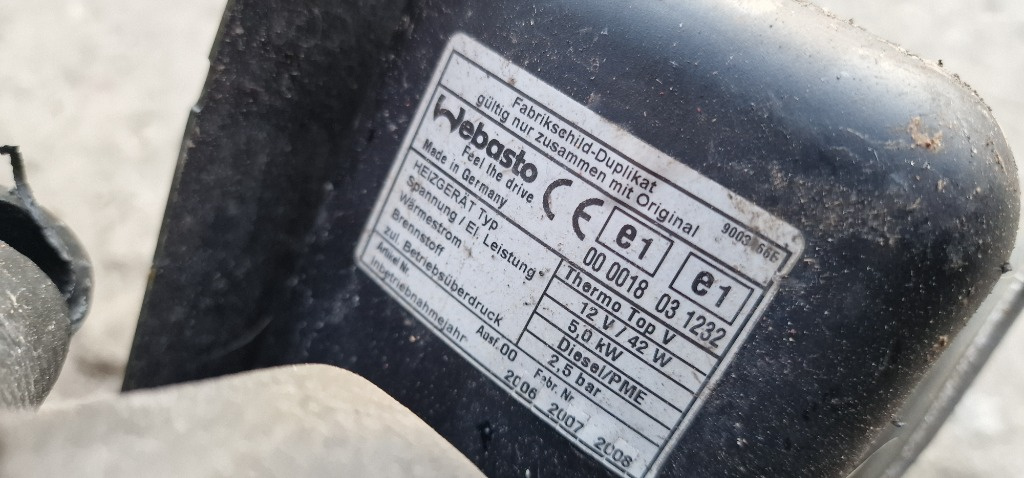 Fabrikschild-Duplikat
gültig nur zusammen mit Original
Webasto
Feel the drive
Made in Germany
CE
e1
e1
00 0018 03 1232
HEIZGERÄT TYP Thermo Top V
Spannung / El. Leistung 12 V / 42 W
Wärmestrom 5,0 kW
Brennstoff Diesel/PME
zul. Betriebsüberdruck 2,5 bar
Artikel Nr. Ausf. 00 Fabr. Nr
Inbetriebnahmejahr 2006 2007 2008